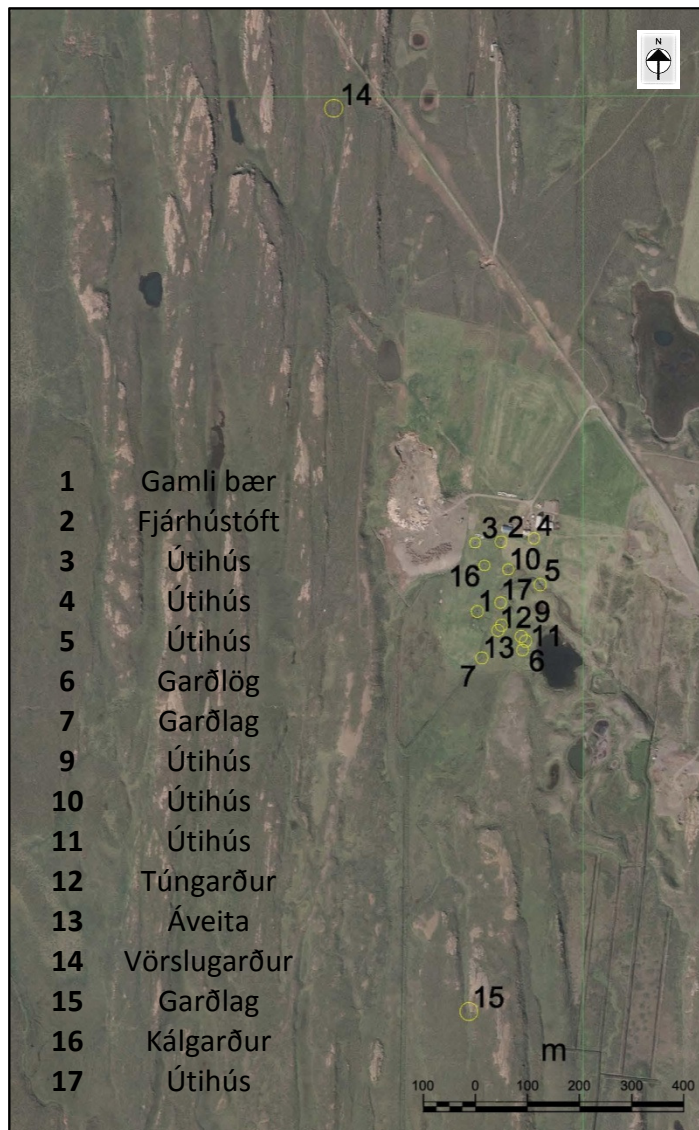 N
14
3 2 4
16 10 5
1 17
12 9
13 11
7 6
15
1 Gamli bær
2 Fjárhústóft
3 Útihús
4 Útihús
5 Útihús
6 Garðlög
7 Garðlag
9 Útihús
10 Útihús
11 Útihús
12 Túngarður
13 Áveita
14 Vörslugarður
15 Garðlag
16 Kálgarður
17 Útihús
m
100 0 100 200 300 400